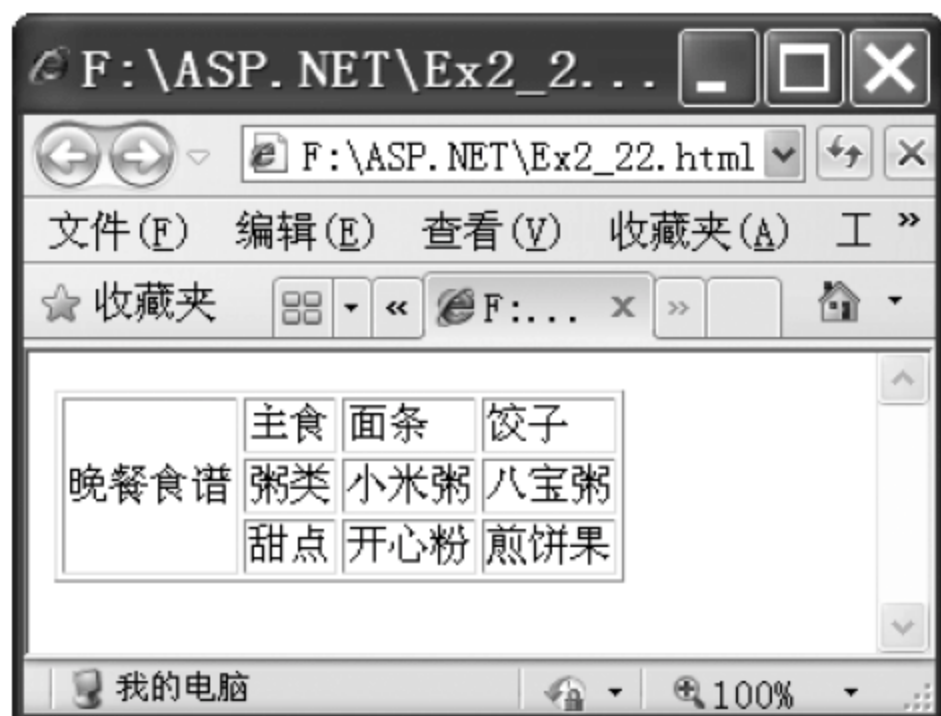 F:\ASP.NET\Ex2_2...
F:\ASP.NET\Ex2_22.html
文件(F) 编辑(E) 查看(V) 收藏夹(A) 工 »
收藏夹 « F:... x »
晚餐食谱 主食 面条 饺子
粥类 小米粥 八宝粥
甜点 开心粉 煎饼果
我的电脑 100%